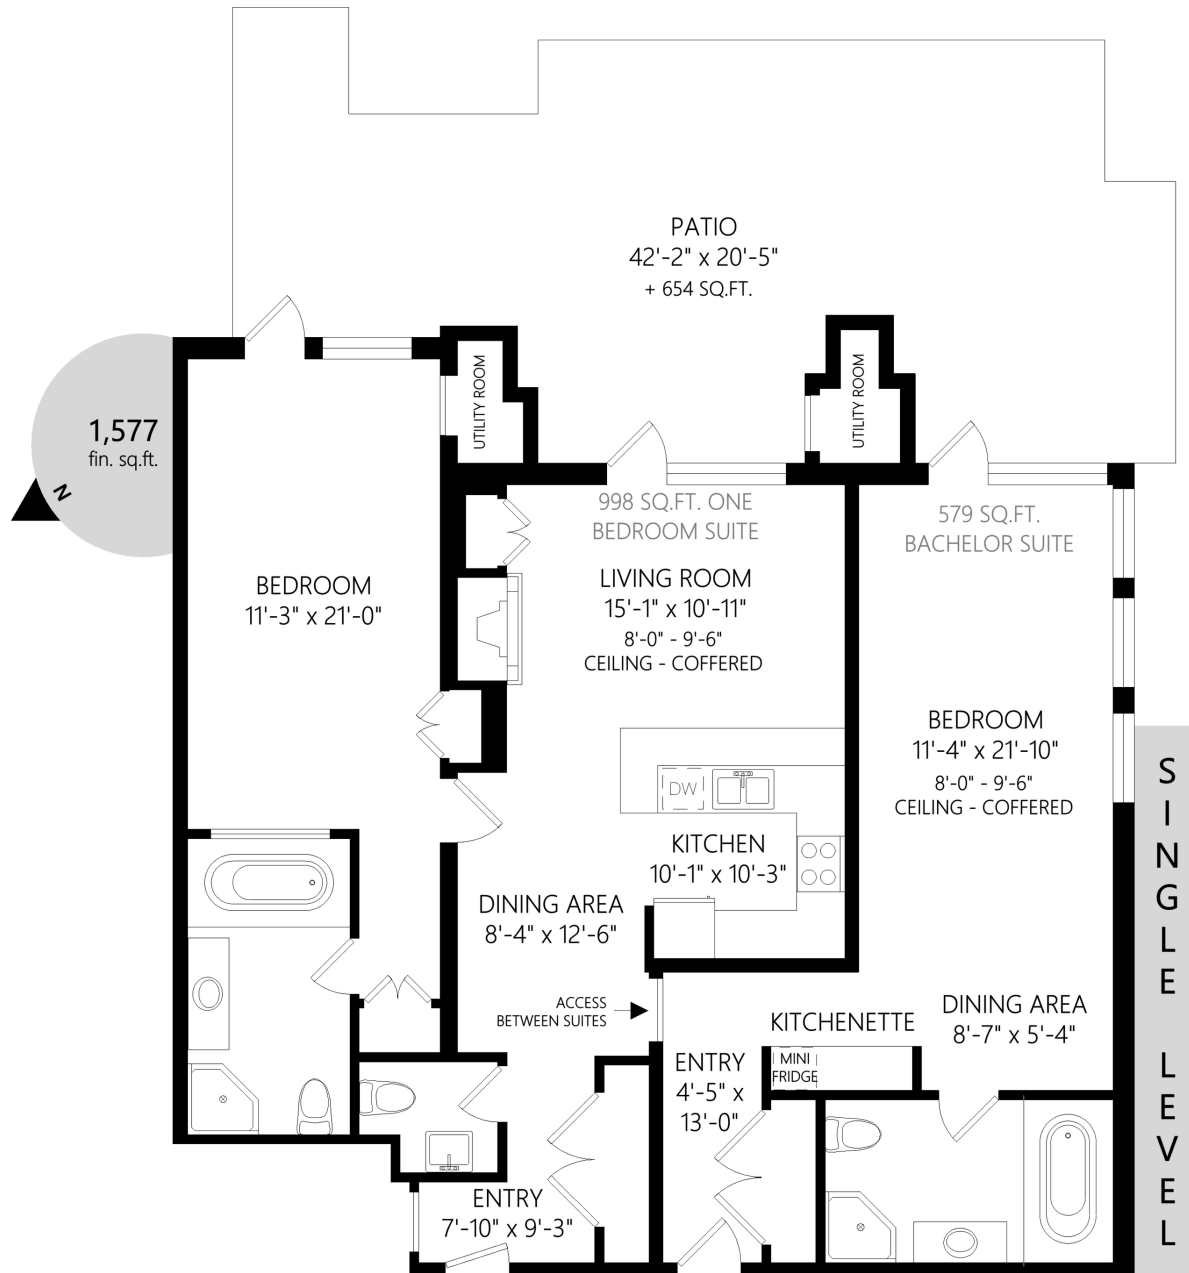 PATIO
42'-2" x 20'-5"
+ 654 SQ.FT.
UTILITY ROOM
UTILITY ROOM
1,577
fin. sq.ft.
N
998 SQ.FT. ONE
BEDROOM SUITE
579 SQ.FT.
BACHELOR SUITE
BEDROOM
11'-3" x 21'-0"
LIVING ROOM
15'-1" x 10'-11"
8'-0" - 9'-6"
CEILING - COFFERED
BEDROOM
11'-4" x 21'-10"
8'-0" - 9'-6"
CEILING - COFFERED
DW
KITCHEN
10'-1" x 10'-3"
DINING AREA
8'-4" x 12'-6"
ACCESS
BETWEEN SUITES
KITCHENETTE
DINING AREA
8'-7" x 5'-4"
MINI
FRIDGE
ENTRY
4'-5" x
13'-0"
ENTRY
7'-10" x 9'-3"
SINGLE LEVEL